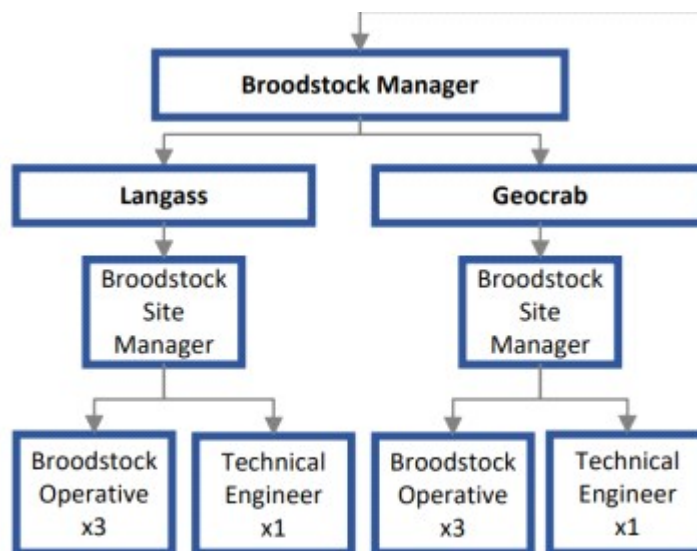 Broodstock Manager
Langass
Geocrab
Broodstock
Site
Manager
Broodstock
Site
Manager
Broodstock
Operative
x3
Technical
Engineer
x1
Broodstock
Operative
x3
Technical
Engineer
x1